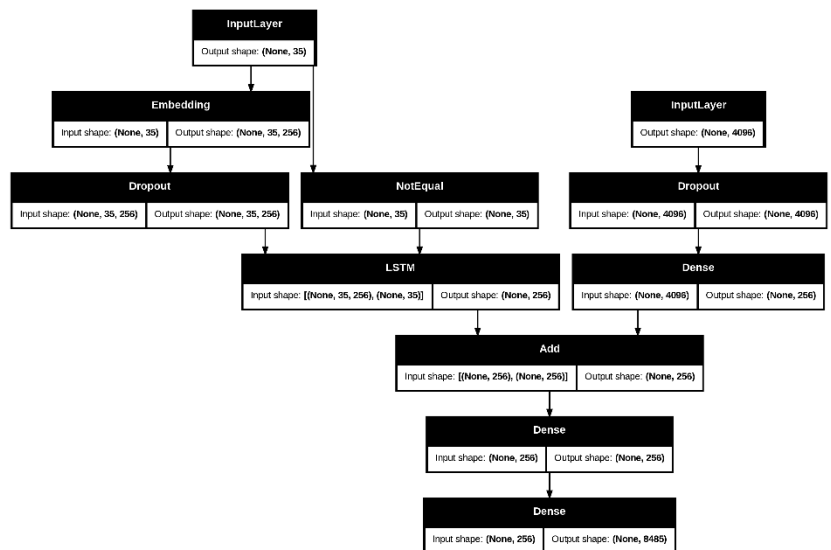 InputLayer
Output shape: (None, 35)
Embedding
Input shape: (None, 35) Output shape: (None, 35, 256)
InputLayer
Output shape: (None, 4096)
Dropout
Input shape: (None, 35, 256) Output shape: (None, 35, 256)
NotEqual
Input shape: (None, 35) Output shape: (None, 35)
Dropout
Input shape: (None, 4096) Output shape: (None, 4096)
LSTM
Input shape: [(None, 35, 256), (None, 35)] Output shape: (None, 256)
Dense
Input shape: (None, 4096) Output shape: (None, 256)
Add
Input shape: [(None, 256), (None, 256)] Output shape: (None, 256)
Dense
Input shape: (None, 256) Output shape: (None, 256)
Dense
Input shape: (None, 256) Output shape: (None, 8485)